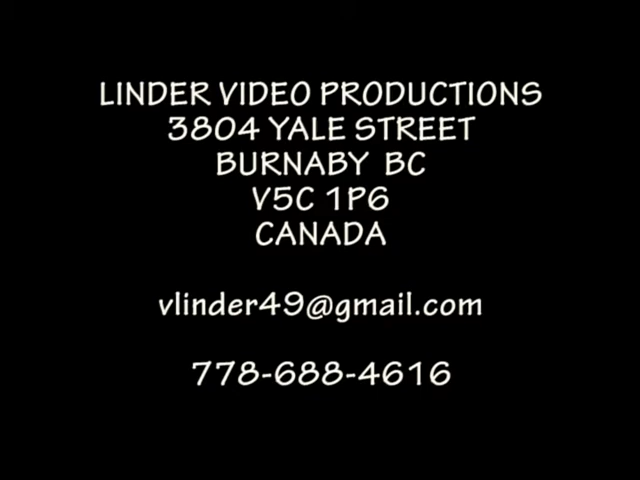 LINDER VIDEO PRODUCTIONS
3804 YALE STREET
BURNABY BC
V5C 1P6
CANADA
vlinder49@gmail.com
778-688-4616